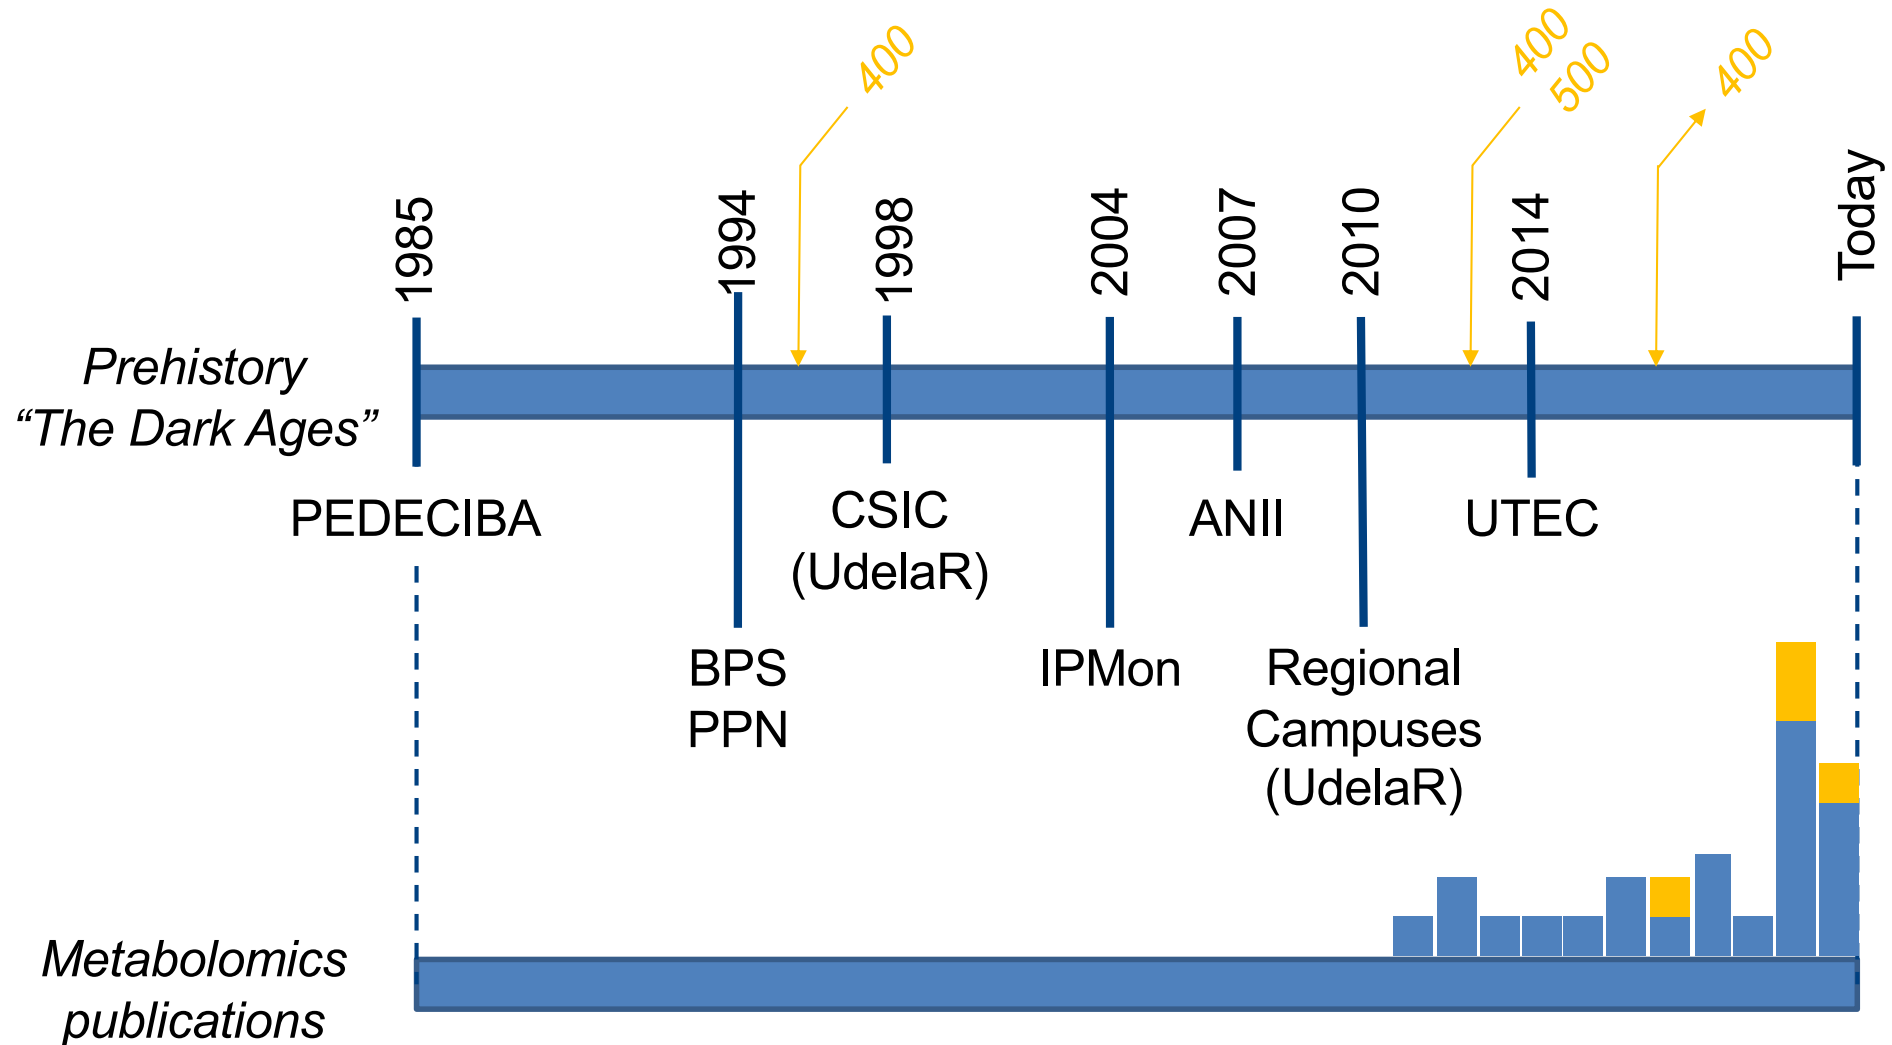 400
400
500
400
1985
1994
1998
2004
2007
2010
2014
Today
Prehistory
“The Dark Ages”
PEDECIBA
CSIC
(UdelaR)
ANII
UTEC
BPS
PPN
IPMon
Regional
Campuses
(UdelaR)
Metabolomics
publications